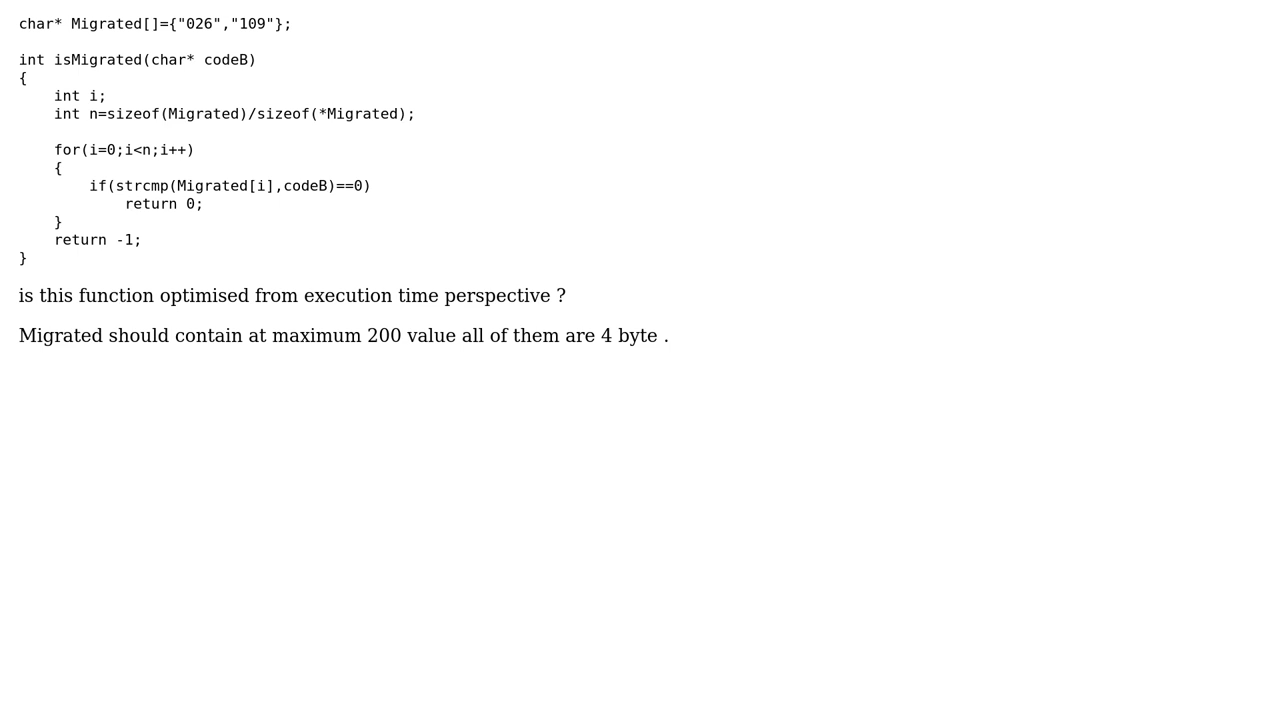 char* Migrated[]={"026","109"};
int isMigrated(char* codeB)
{
    int i;
    int n=sizeof(Migrated)/sizeof(*Migrated);
    for(i=0;i<n;i++)
    {
        if(strcmp(Migrated[i],codeB)==0)
            return 0;
    }
    return -1;
}
is this function optimised from execution time perspective ?
Migrated should contain at maximum 200 value all of them are 4 byte .